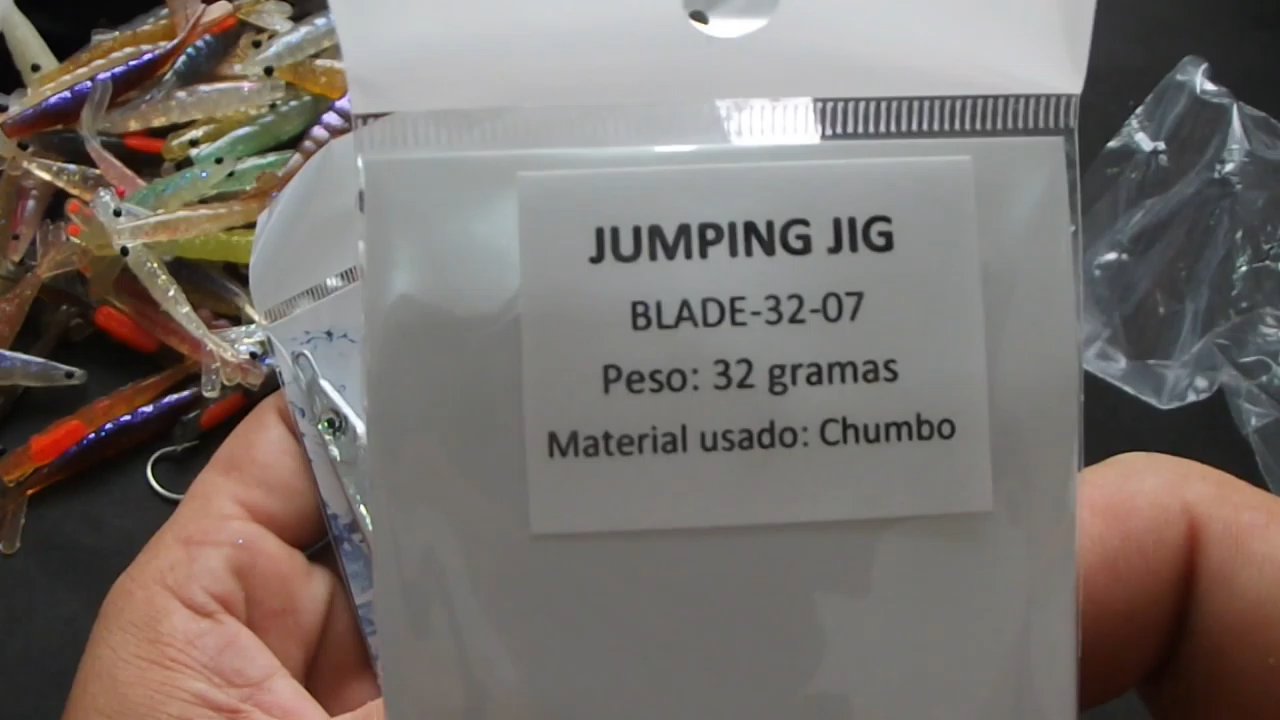 JUMPING JIG
BLADE-32-07
Peso: 32 gramas
Material usado: Chumbo